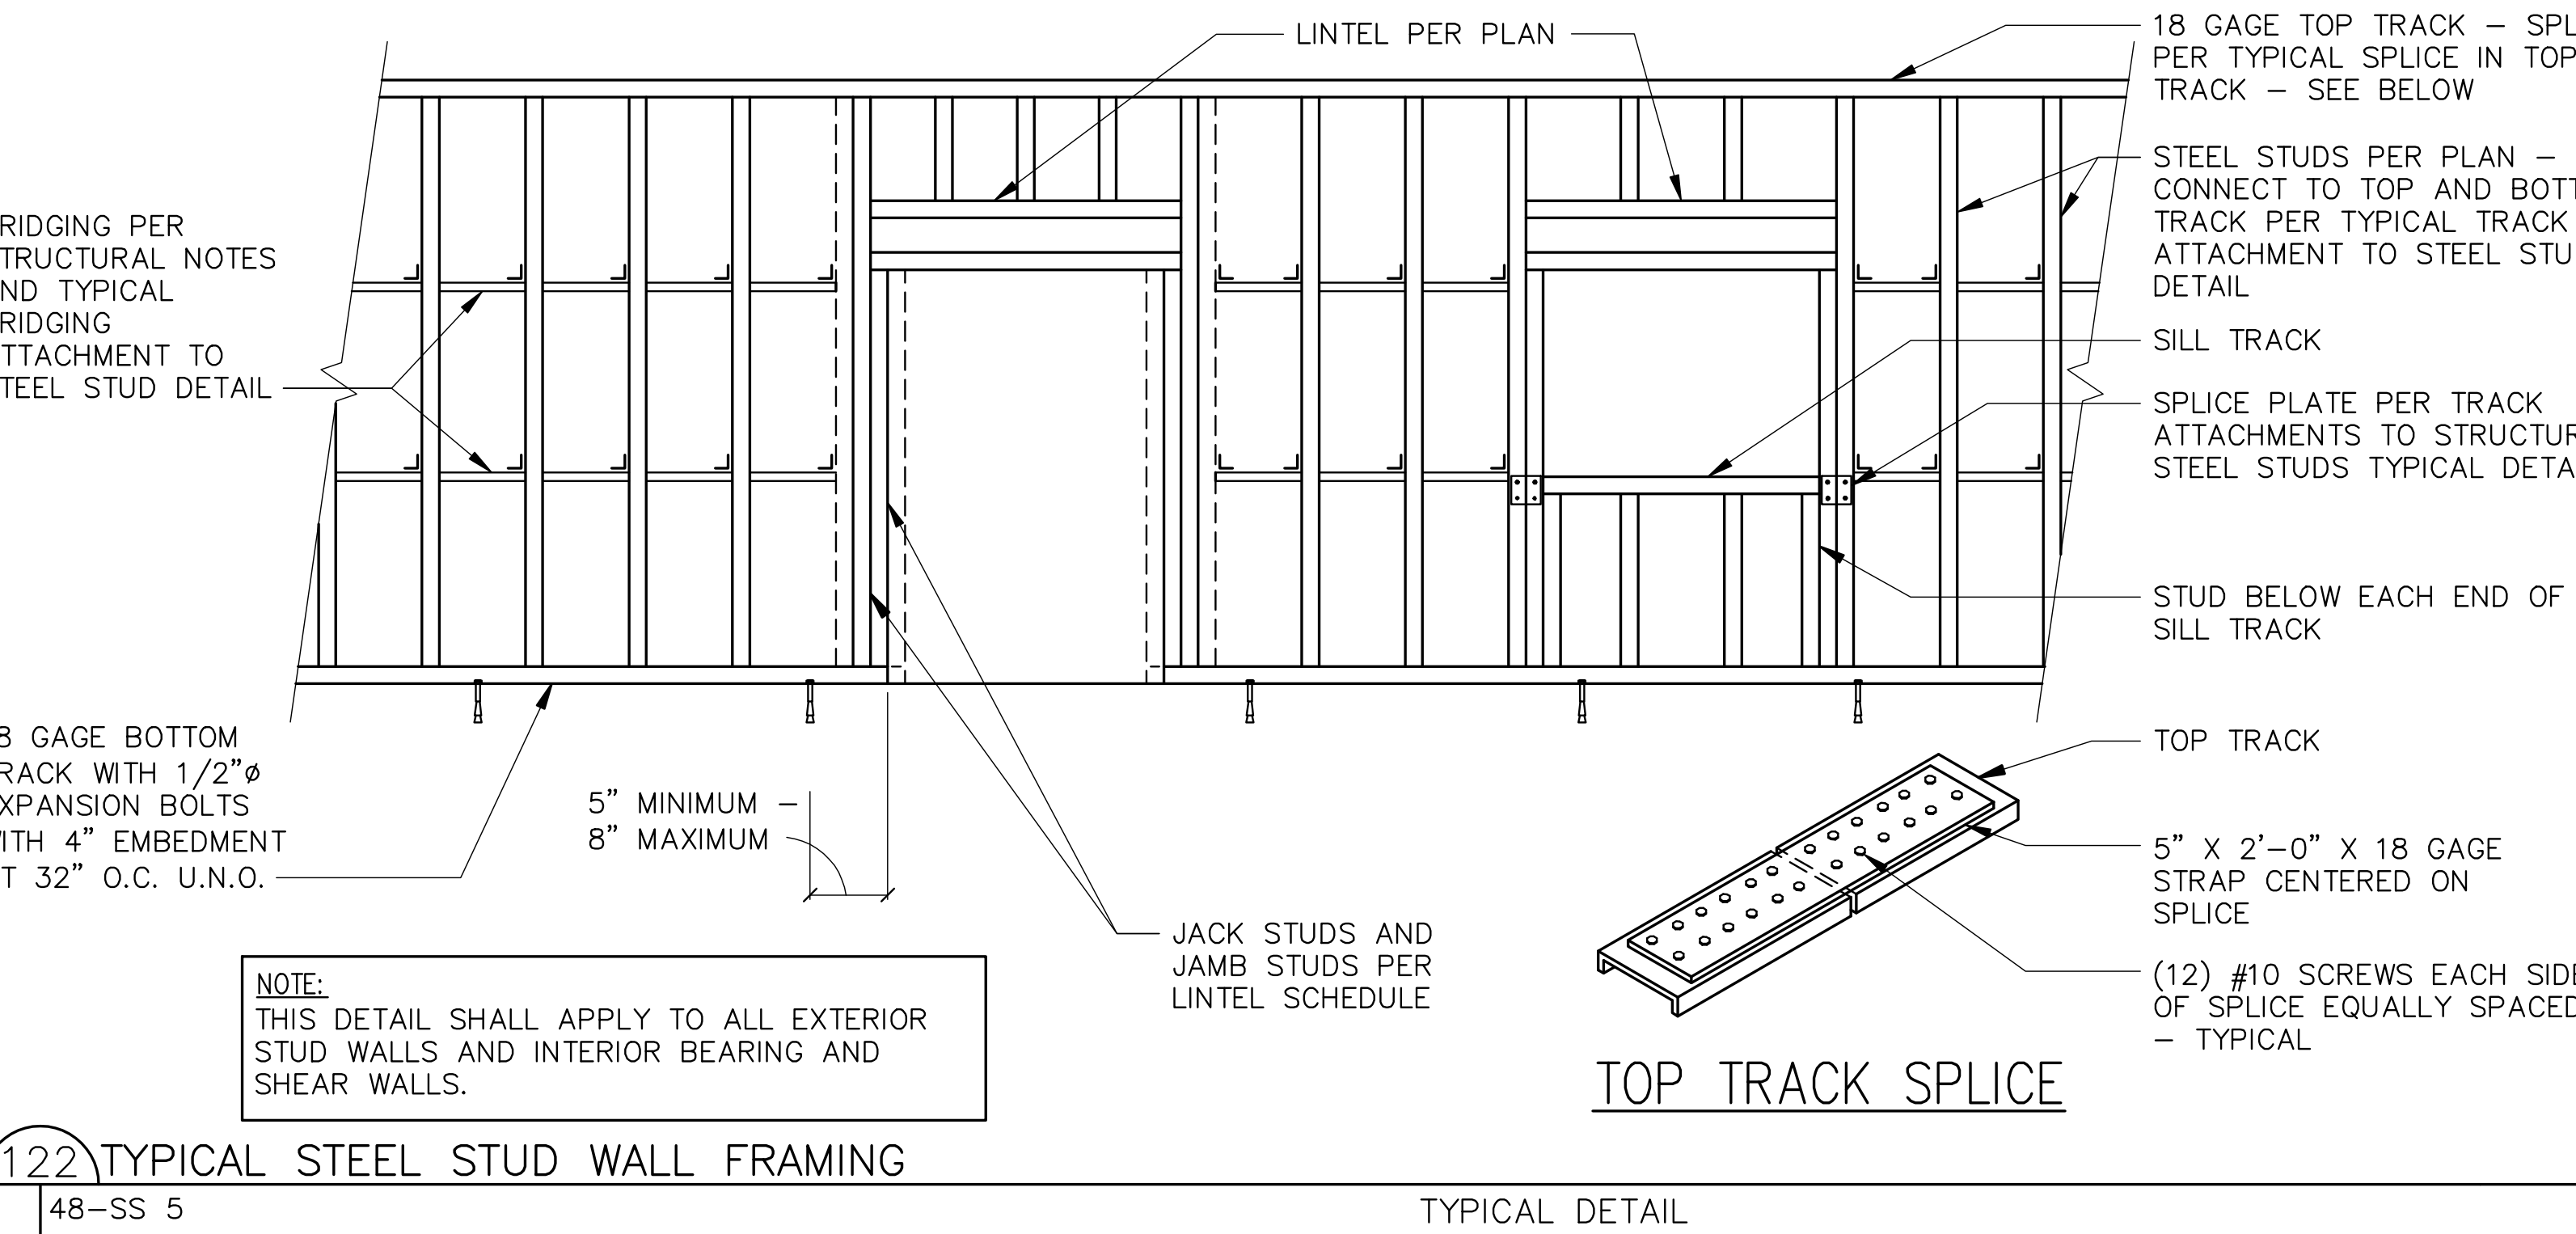 LINTEL PER PLAN
18 GAGE TOP TRACK – SPL
PER TYPICAL SPLICE IN TOP
TRACK – SEE BELOW
STEEL STUDS PER PLAN –
CONNECT TO TOP AND BOTT
TRACK PER TYPICAL TRACK
ATTACHMENT TO STEEL STU
DETAIL
SILL TRACK
SPLICE PLATE PER TRACK
ATTACHMENTS TO STRUCTUR
STEEL STUDS TYPICAL DETA
STUD BELOW EACH END OF
SILL TRACK
RIDGING PER
TRUCTURAL NOTES
ND TYPICAL
RIDGING
TTACHMENT TO
TEEL STUD DETAIL
8 GAGE BOTTOM
RACK WITH 1/2"ø
XPANSION BOLTS
ITH 4" EMBEDMENT
T 32" O.C. U.N.O.
5" MINIMUM –
8" MAXIMUM
JACK STUDS AND
JAMB STUDS PER
LINTEL SCHEDULE
TOP TRACK
5" X 2'–0" X 18 GAGE
STRAP CENTERED ON
SPLICE
(12) #10 SCREWS EACH SIDE
OF SPLICE EQUALLY SPACED
– TYPICAL
TOP TRACK SPLICE
NOTE:
THIS DETAIL SHALL APPLY TO ALL EXTERIOR
STUD WALLS AND INTERIOR BEARING AND
SHEAR WALLS.
122 TYPICAL STEEL STUD WALL FRAMING
48–SS 5
TYPICAL DETAIL